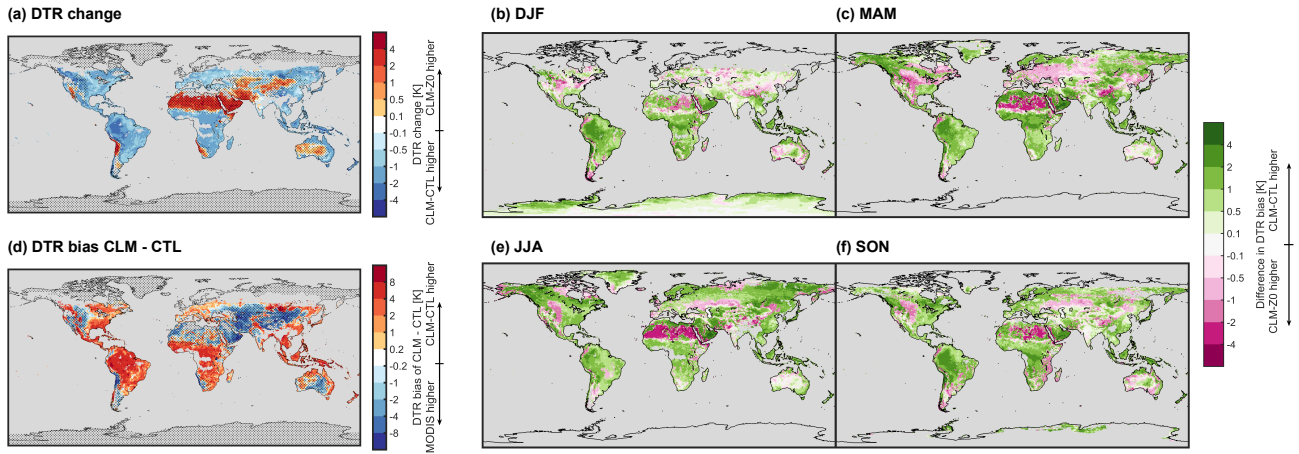 (a) DTR change
(b) DJF
(c) MAM
4
2
1
0.5
0.1
-0.1
-0.5
-1
-2
-4
DTR change [K]
CLM-CTL higher
CLM-Z0 higher
4
2
1
0.5
0.1
-0.1
-0.5
-1
-2
-4
Difference in DTR bias [K]
CLM-Z0 higher
CLM-CTL higher
(d) DTR bias CLM - CTL
(e) JJA
(f) SON
8
4
2
1
0.2
-0.2
-1
-2
-4
-8
DTR bias of CLM - CTL[K]
MODIS higher
CLM-CTL higher